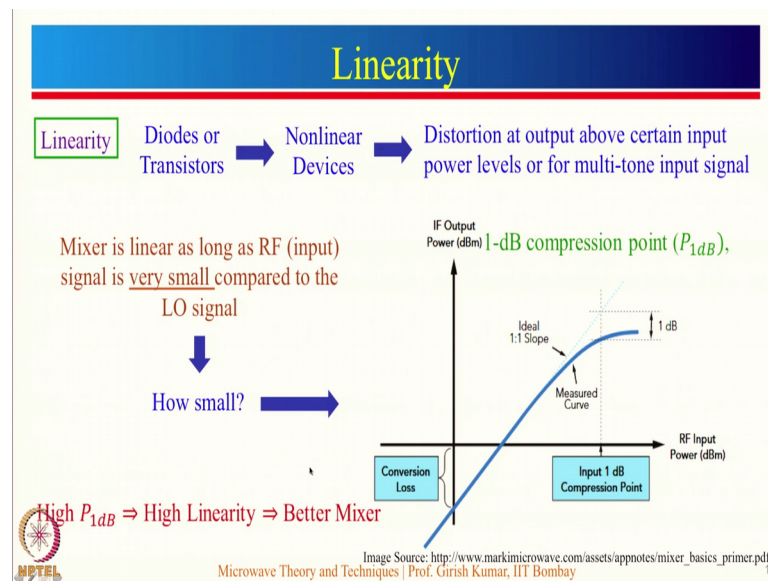 Linearity
Linearity
Diodes or
Transistors
Nonlinear
Devices
Distortion at output above certain input
power levels or for multi-tone input signal
Mixer is linear as long as RF (input)
signal is very small compared to the
LO signal
How small?
High P1dB ⇒ High Linearity ⇒ Better Mixer
IF Output
Power (dBm)
1-dB compression point (P1dB),
Ideal
1:1 Slope
1 dB
Measured
Curve
RF Input
Power (dBm)
Conversion
Loss
Input 1 dB
Compression Point
Image Source: http://www.markimicrowave.com/assets/appnotes/mixer_basics_primer.pdf
NPTEL
Microwave Theory and Techniques | Prof. Girish Kumar, IIT Bombay